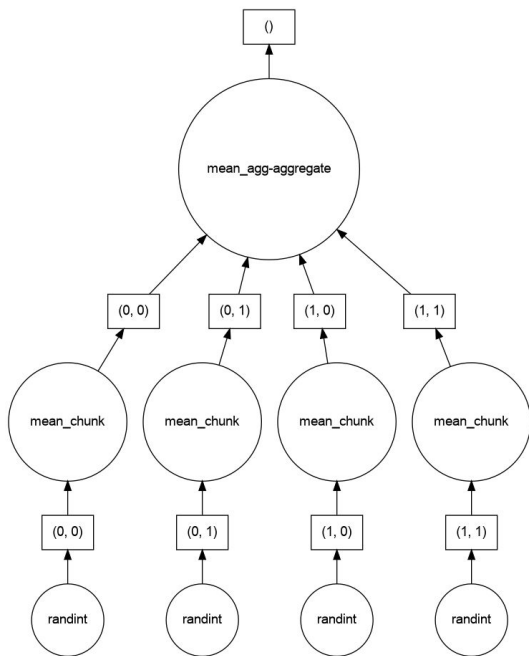 ()
mean_agg-aggregate
(0, 0)
(0, 1)
(1, 0)
(1, 1)
mean_chunk
mean_chunk
mean_chunk
mean_chunk
(0, 0)
(0, 1)
(1, 0)
(1, 1)
randint
randint
randint
randint